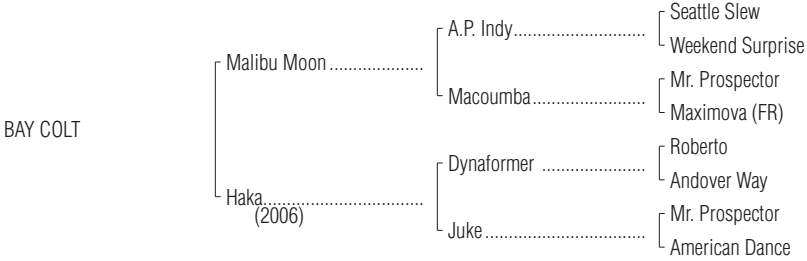 Seattle Slew
A.P. Indy..............................
Weekend Surprise
Malibu Moon .....................
Mr. Prospector
Macoumba..........................
Maximova (FR)
BAY COLT
Roberto
Dynaformer ........................
Andover Way
Haka.....................................
(2006)
Mr. Prospector
Juke.....................................
American Dance